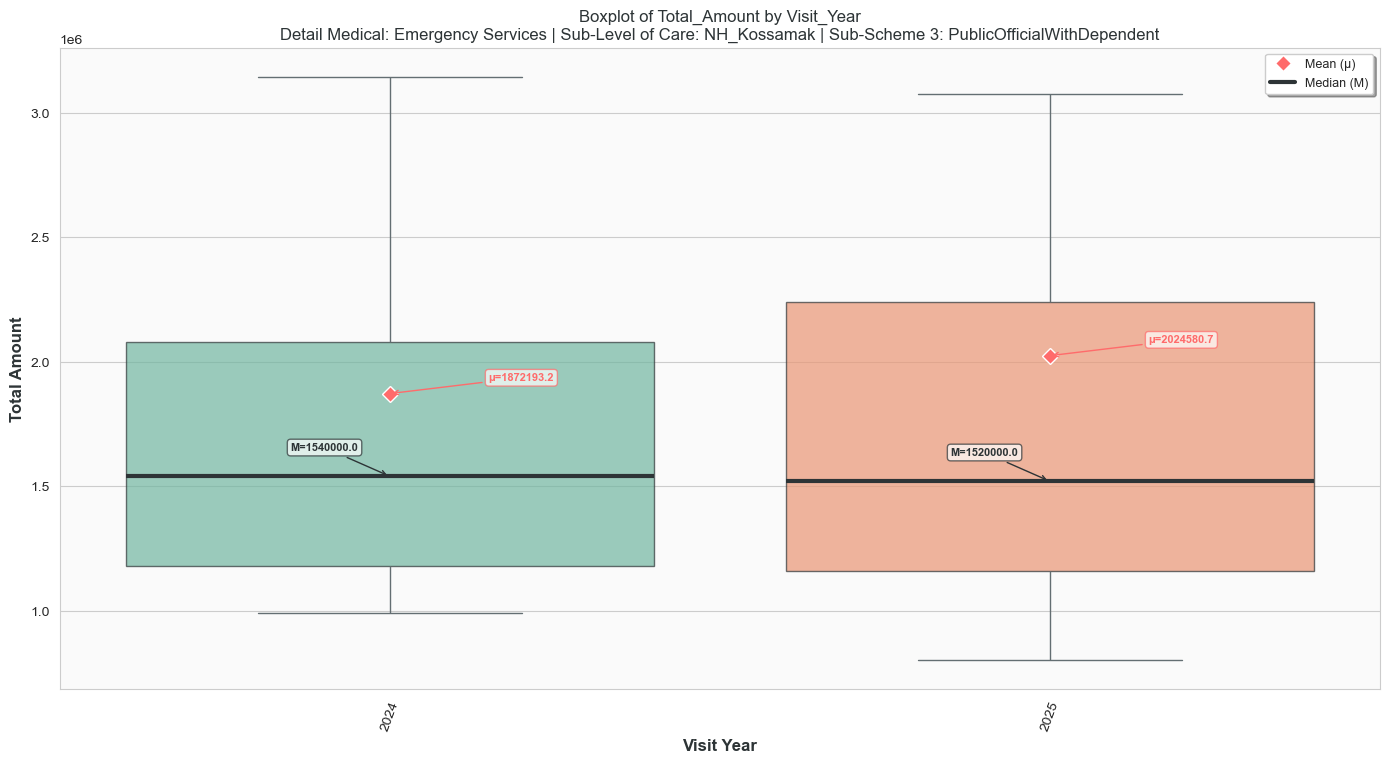 Boxplot of Total_Amount by Visit_Year
Detail Medical: Emergency Services | Sub-Level of Care: NH_Kossamak | Sub-Scheme 3: PublicOfficialWithDependent
1e6
Mean (μ)
Median (M)
3.0
2.5
2.0
1.5
1.0
Total Amount
μ=1872193.2
M=1540000.0
μ=2024580.7
M=1520000.0
2024
2025
Visit Year